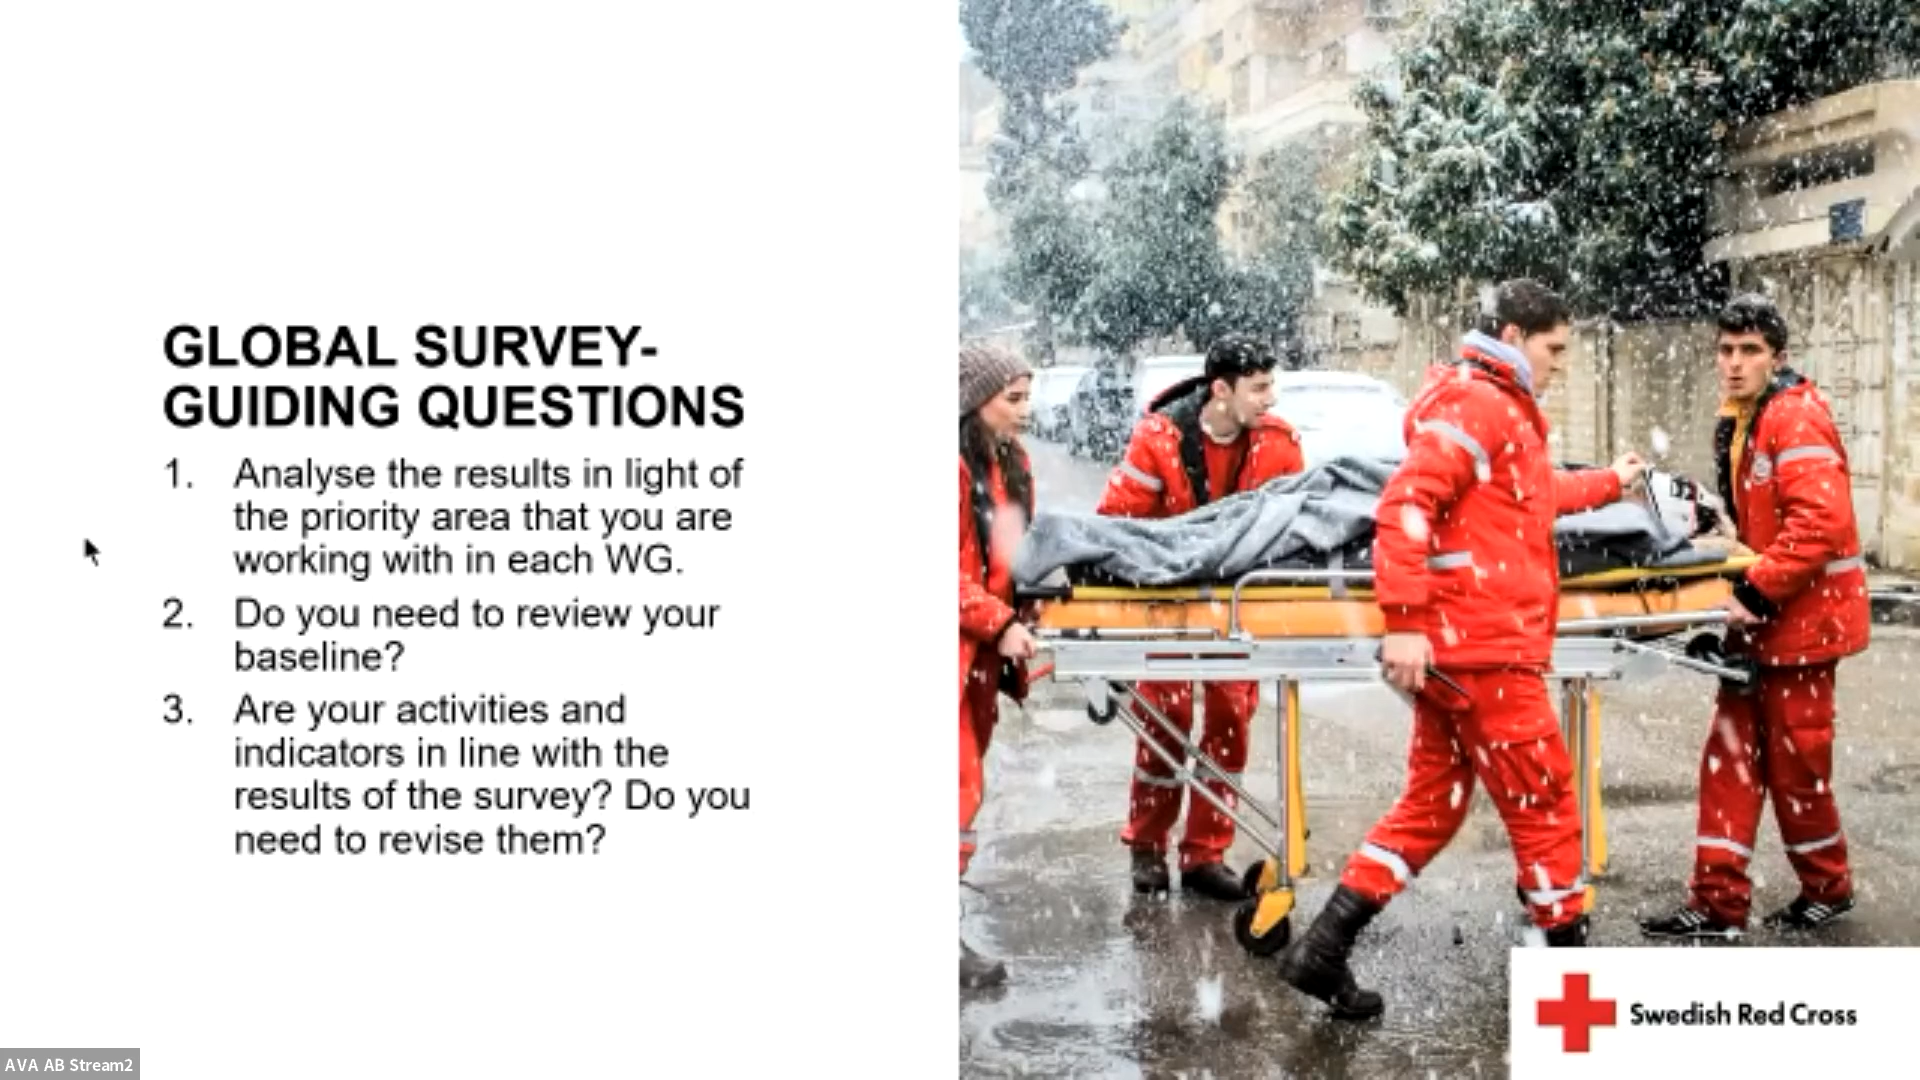 GLOBAL SURVEY-
GUIDING QUESTIONS
1. Analyse the results in light of
the priority area that you are
working with in each WG.
2. Do you need to review your
baseline?
3. Are your activities and
indicators in line with the
results of the survey? Do you
need to revise them?
Swedish Red Cross
AVA AB Stream2